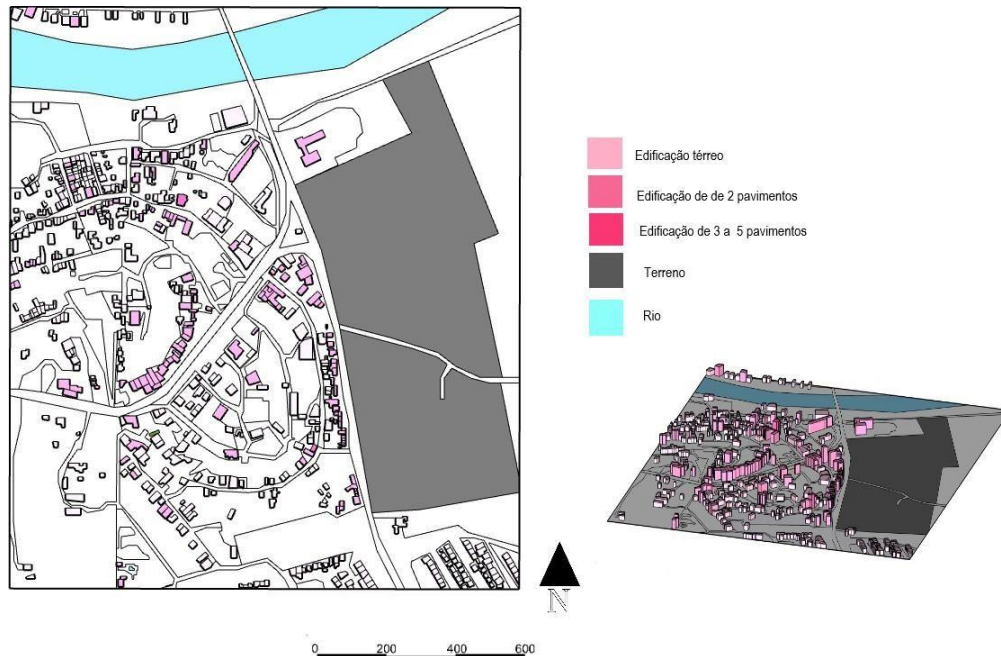 Edificação térreo
Edificação de de 2 pavimentos
Edificação de 3 a 5 pavimentos
Terreno
Rio
N
0 200 400 600